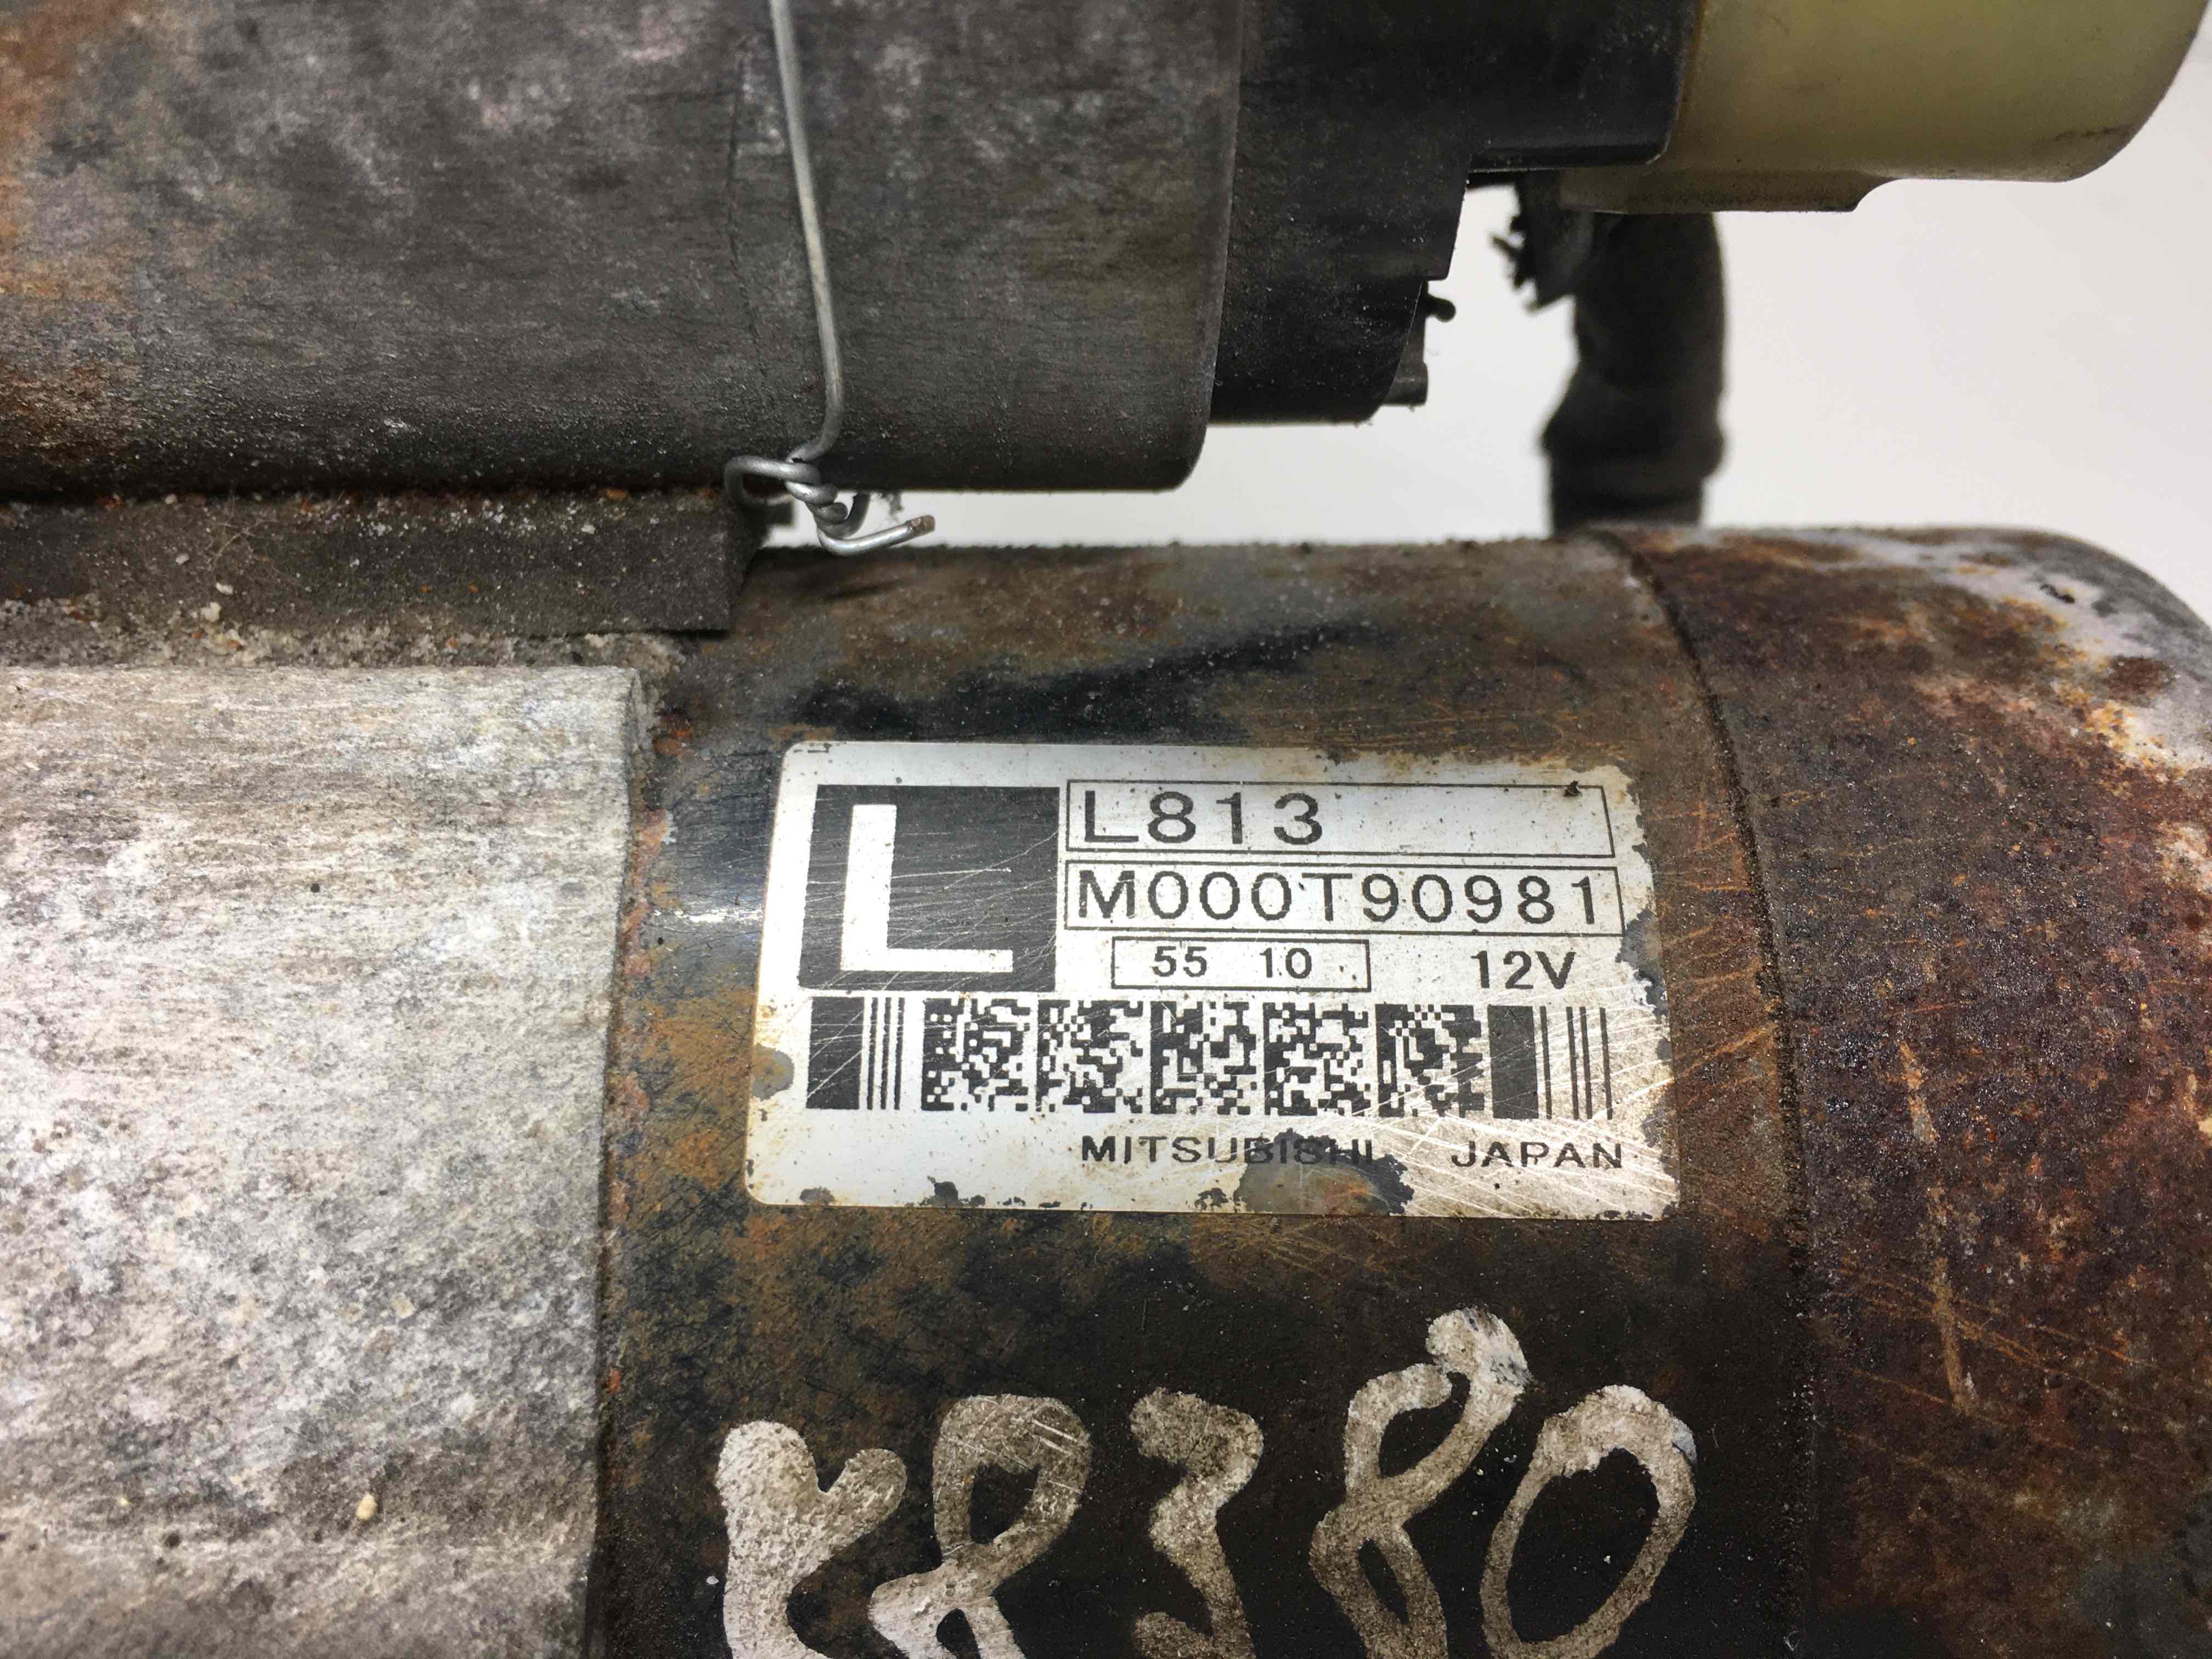 L
L813
M000T90981
55 10
12V
MITSUBISHI JAPAN